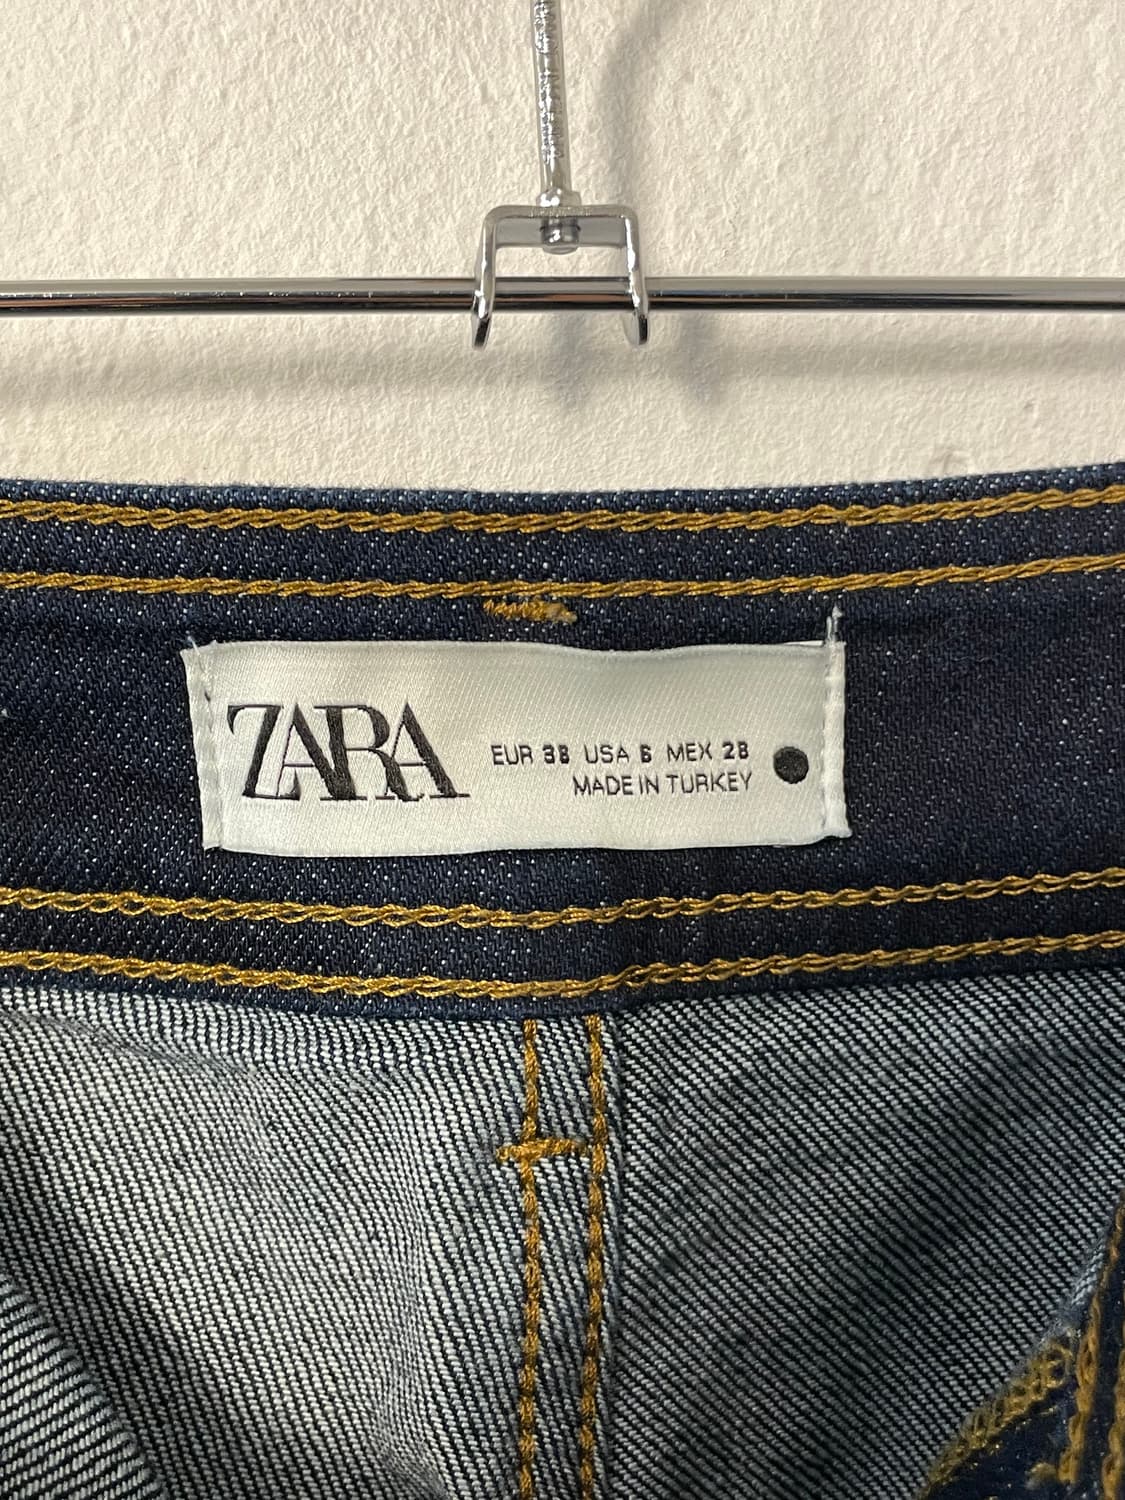 ZARA
EUR 38 USA 6 MEX 28
MADE IN TURKEY